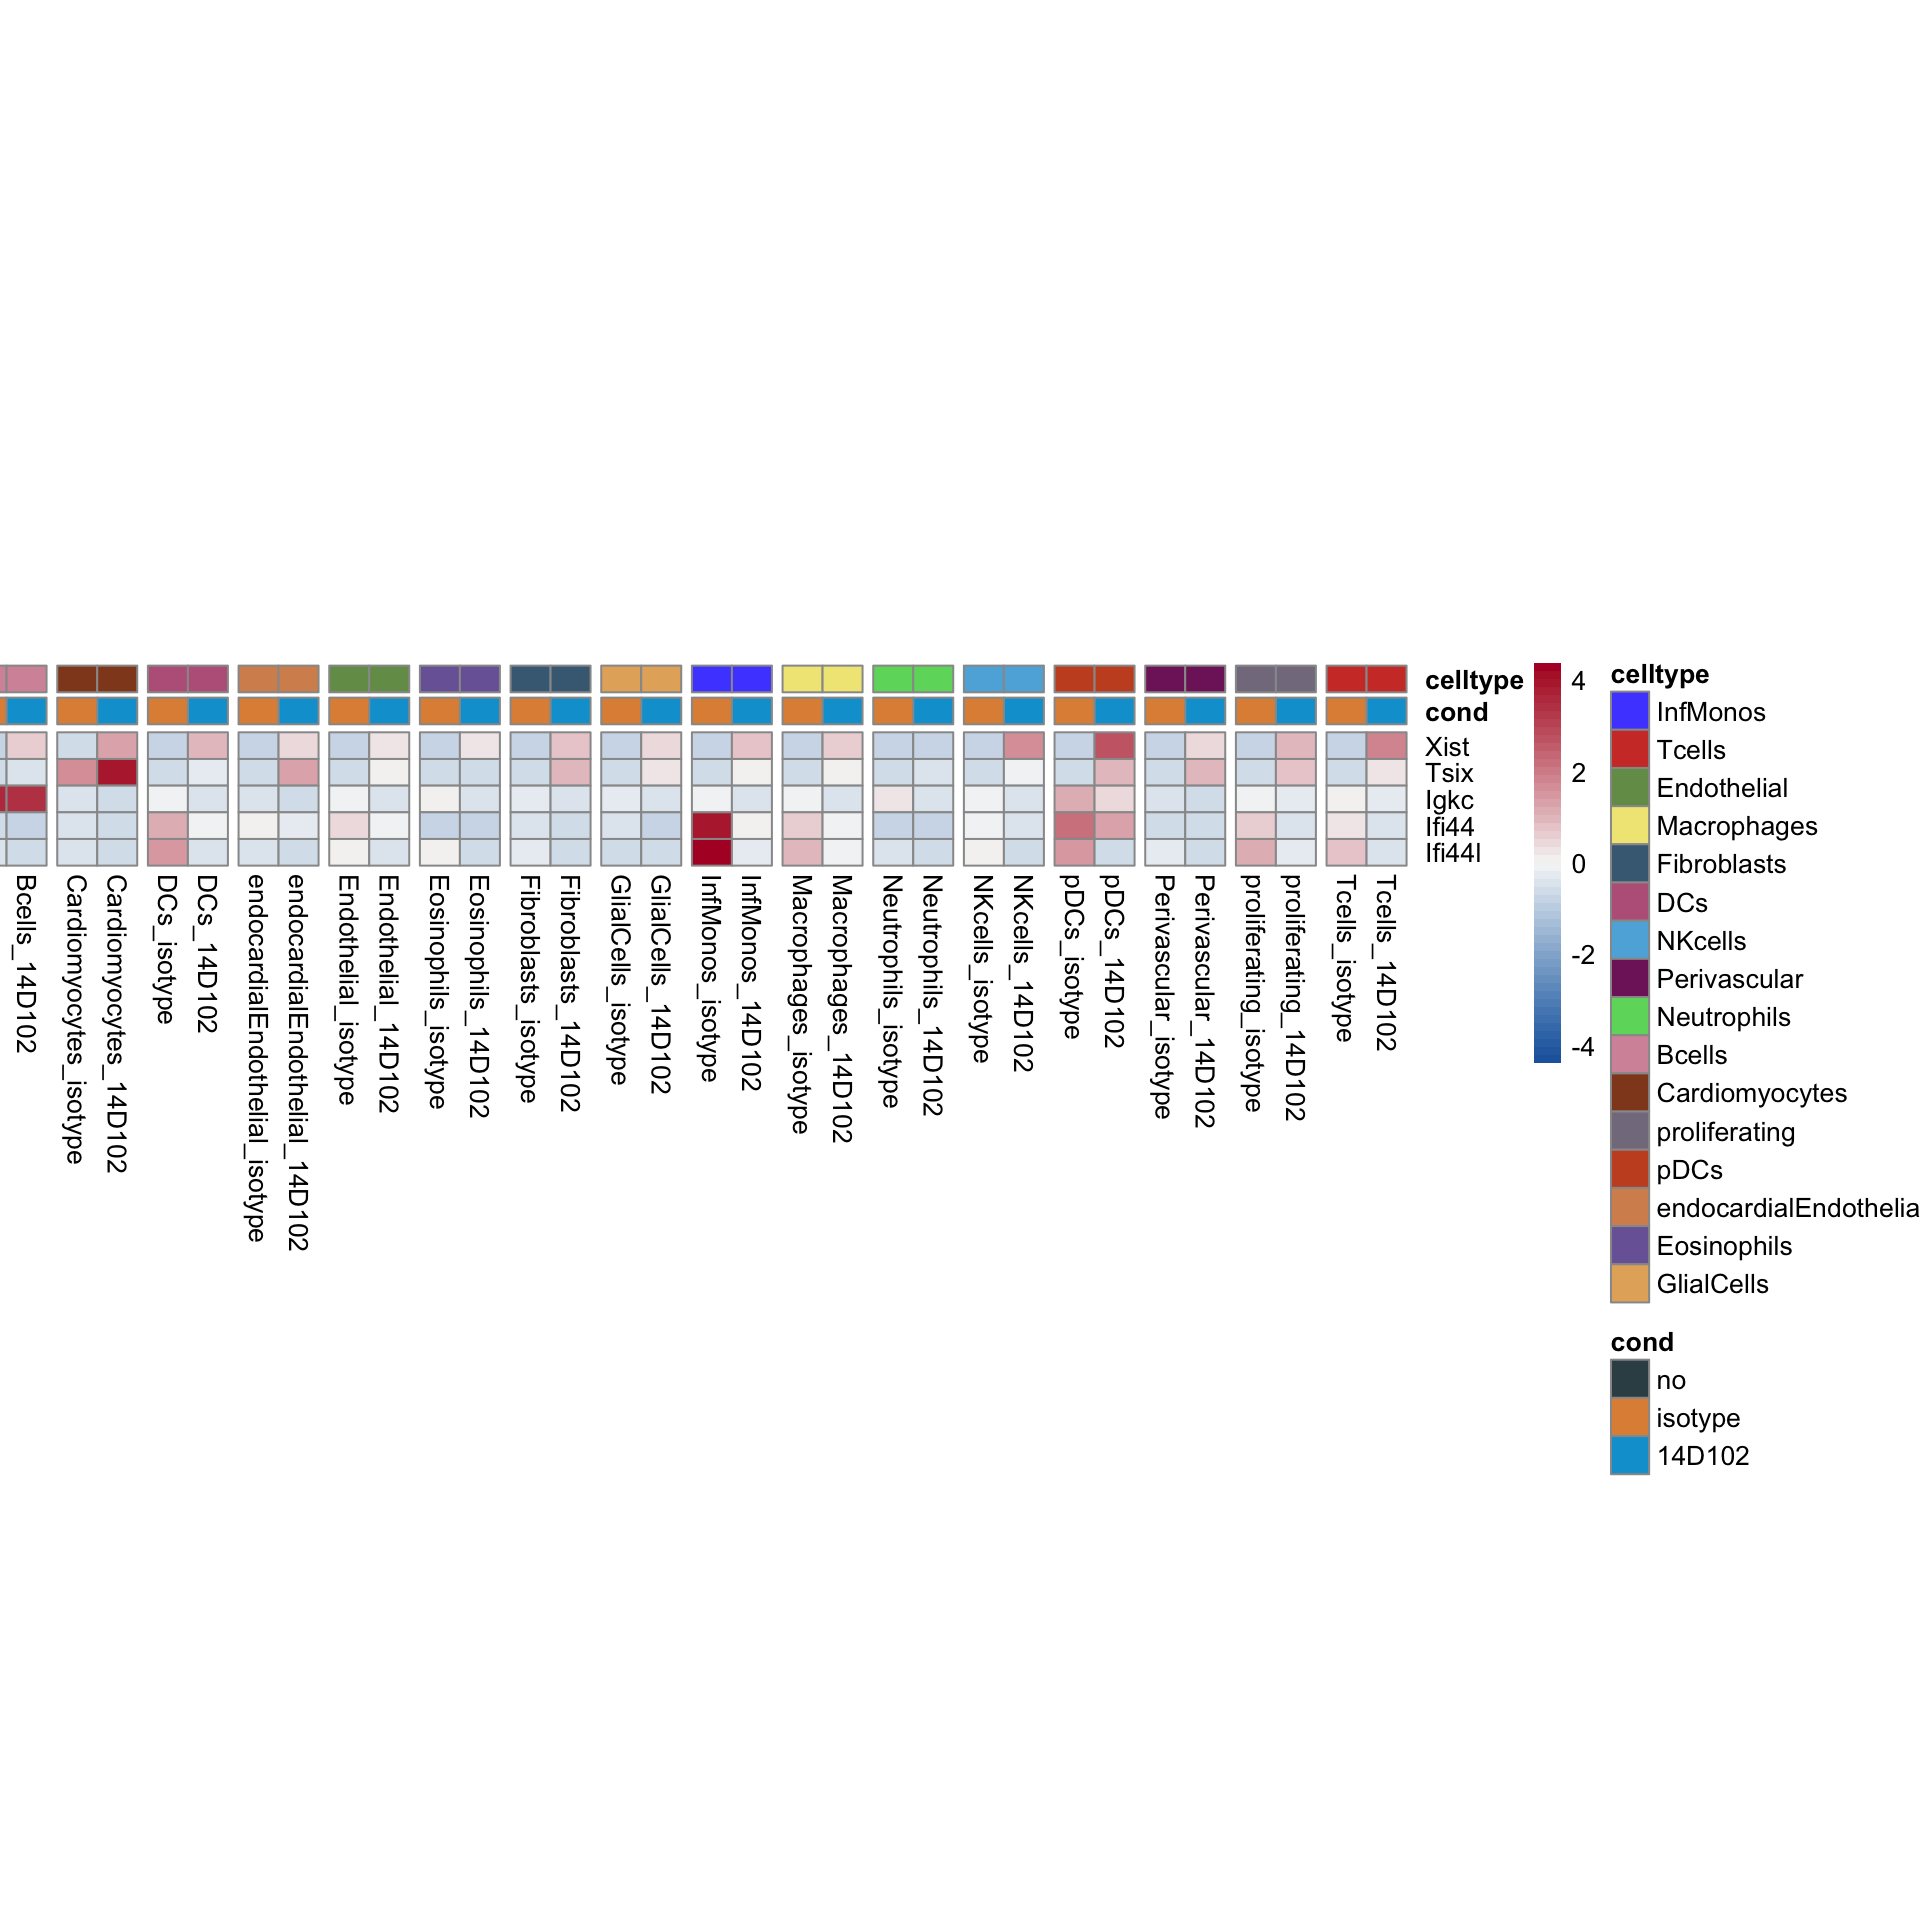 celltype
cond
Xist
Tsix
Igkc
Ifi44
Ifi44l
Bcells_14D102
Cardiomyocytes_isotype
Cardiomyocytes_14D102
DCs_isotype
DCs_14D102
endocardialEndothelial_isotype
endocardialEndothelial_14D102
Endothelial_isotype
Endothelial_14D102
Eosinophils_isotype
Eosinophils_14D102
Fibroblasts_isotype
Fibroblasts_14D102
GlialCells_isotype
GlialCells_14D102
InfMonos_isotype
InfMonos_14D102
Macrophages_isotype
Macrophages_14D102
Neutrophils_isotype
Neutrophils_14D102
NKcells_isotype
NKcells_14D102
pDCs_isotype
pDCs_14D102
Perivascular_isotype
Perivascular_14D102
proliferating_isotype
proliferating_14D102
Tcells_isotype
Tcells_14D102
4
2
0
-2
-4
celltype
InfMonos
Tcells
Endothelial
Macrophages
Fibroblasts
DCs
NKcells
Perivascular
Neutrophils
Bcells
Cardiomyocytes
proliferating
pDCs
endocardialEndothelia
Eosinophils
GlialCells
cond
no
isotype
14D102